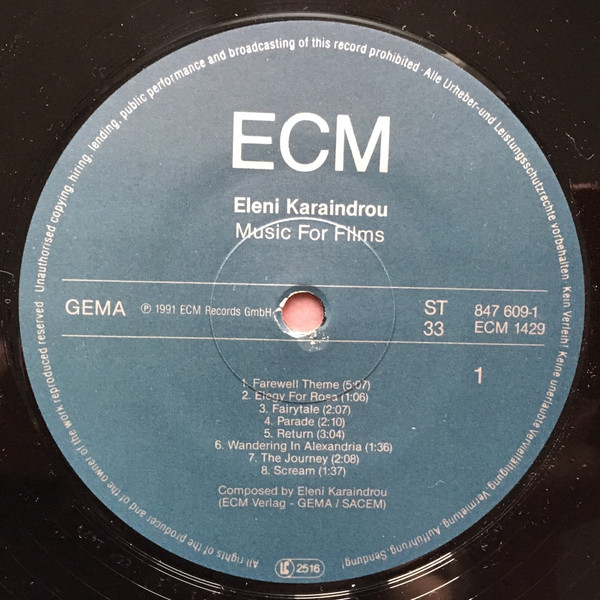 All rights of the producer and of the owner of the work reproduced reserved · Unauthorised copying, hiring, lending, public performance and broadcasting of this record prohibited · Alle Urheber- und Leistungsschutzrechte vorbehalten · Kein Verleih! Keine unerlaubte Vervielfältigung, Vermietung, Aufführung, Sendung!
ECM
Eleni Karaindrou
Music For Films
GEMA
℗ 1991 ECM Records GmbH
ST
33
847 609-1
ECM 1429
1
1. Farewell Theme (5:07)
2. Elegy For Rosa (1:06)
3. Fairytale (2:07)
4. Parade (2:10)
5. Return (3:04)
6. Wandering In Alexandria (1:36)
7. The Journey (2:08)
8. Scream (1:37)
Composed by Eleni Karaindrou
(ECM Verlag - GEMA / SACEM)
LC 2516